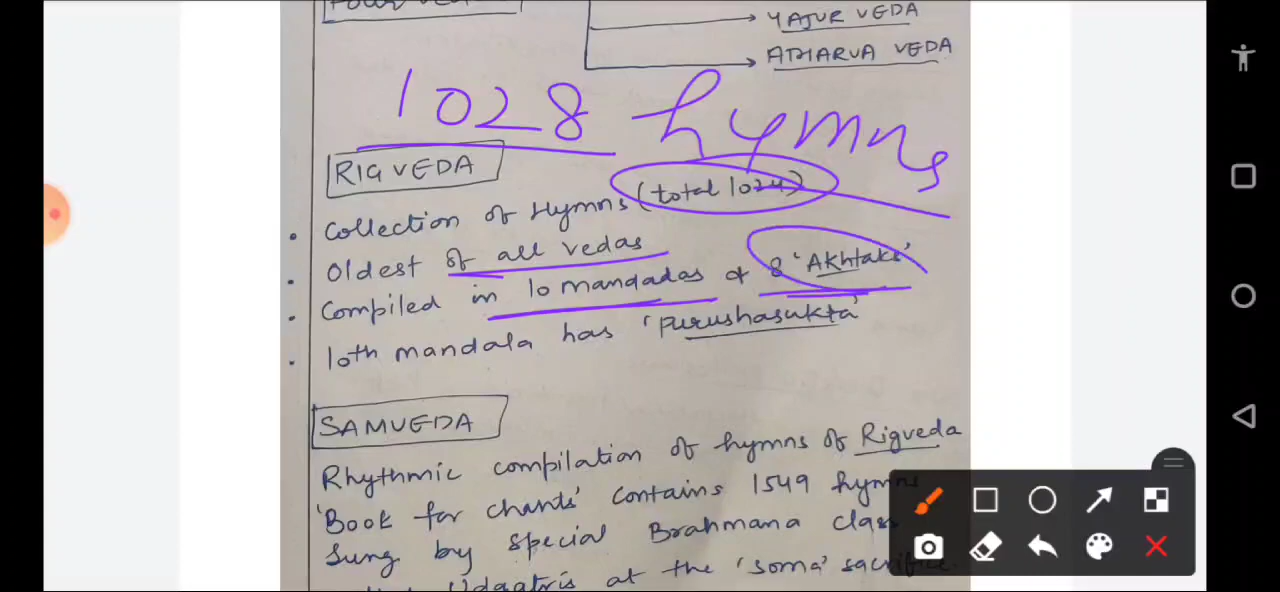 YAJUR VEDA
ATHARVA VEDA
1028 hymns
RIGVEDA
• Collection of Hymns (total 1024)
• Oldest of all vedas
• Compiled in 10 mandadas & 8 'Akhtaks'
• 10th mandala has 'Purushasukta'
SAMVEDA
Rhythmic compilation of hymns of Rigveda
'Book for chants' contains 1549 hymns
Sung by special Brahmana class
Udgatris at the 'soma' sacrifice.